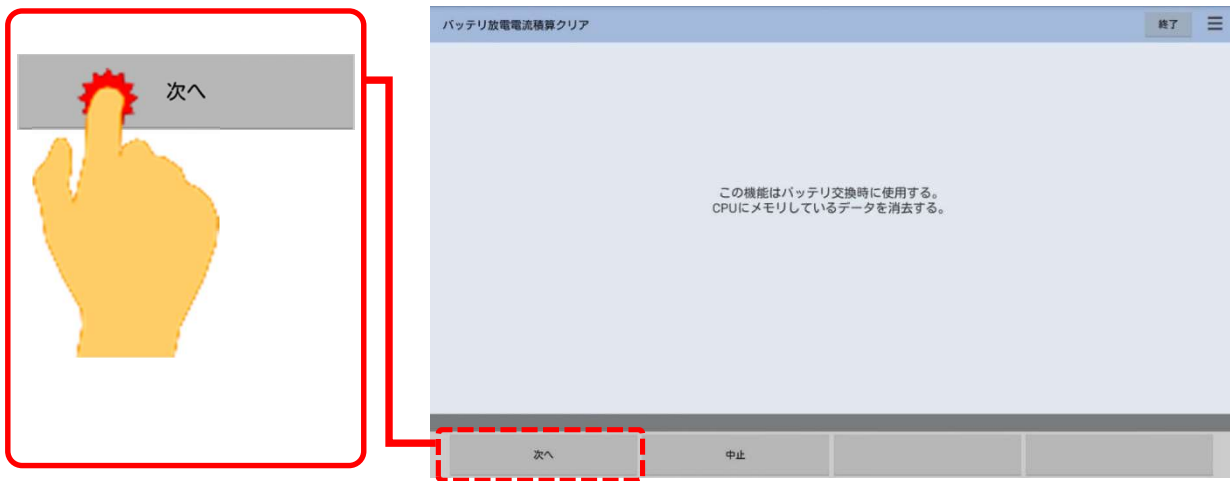 次へ
バッテリ放電電流積算クリア
終了
この機能はバッテリ交換時に使用する。
CPUにメモリしているデータを消去する。
次へ
中止